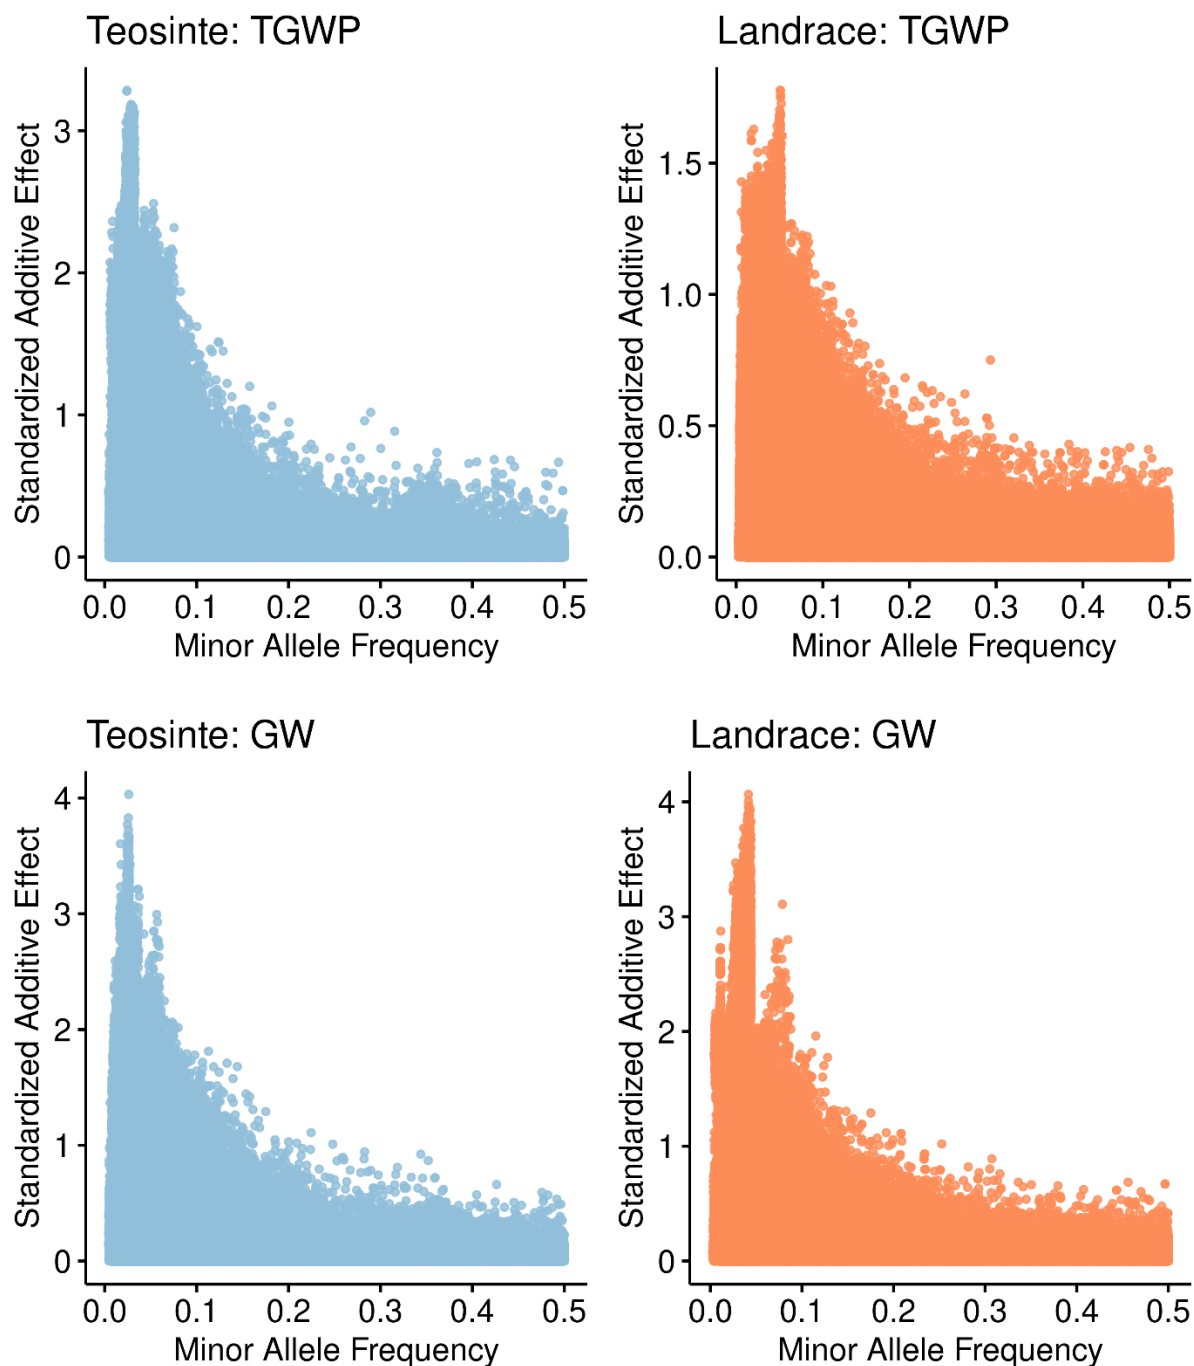 Teosinte: TGWP
Standardized Additive Effect
3
2
1
0
0.0 0.1 0.2 0.3 0.4 0.5
Minor Allele Frequency
Landrace: TGWP
Standardized Additive Effect
1.5
1.0
0.5
0.0
0.0 0.1 0.2 0.3 0.4 0.5
Minor Allele Frequency
Teosinte: GW
Standardized Additive Effect
4
3
2
1
0
0.0 0.1 0.2 0.3 0.4 0.5
Minor Allele Frequency
Landrace: GW
Standardized Additive Effect
4
3
2
1
0
0.0 0.1 0.2 0.3 0.4 0.5
Minor Allele Frequency